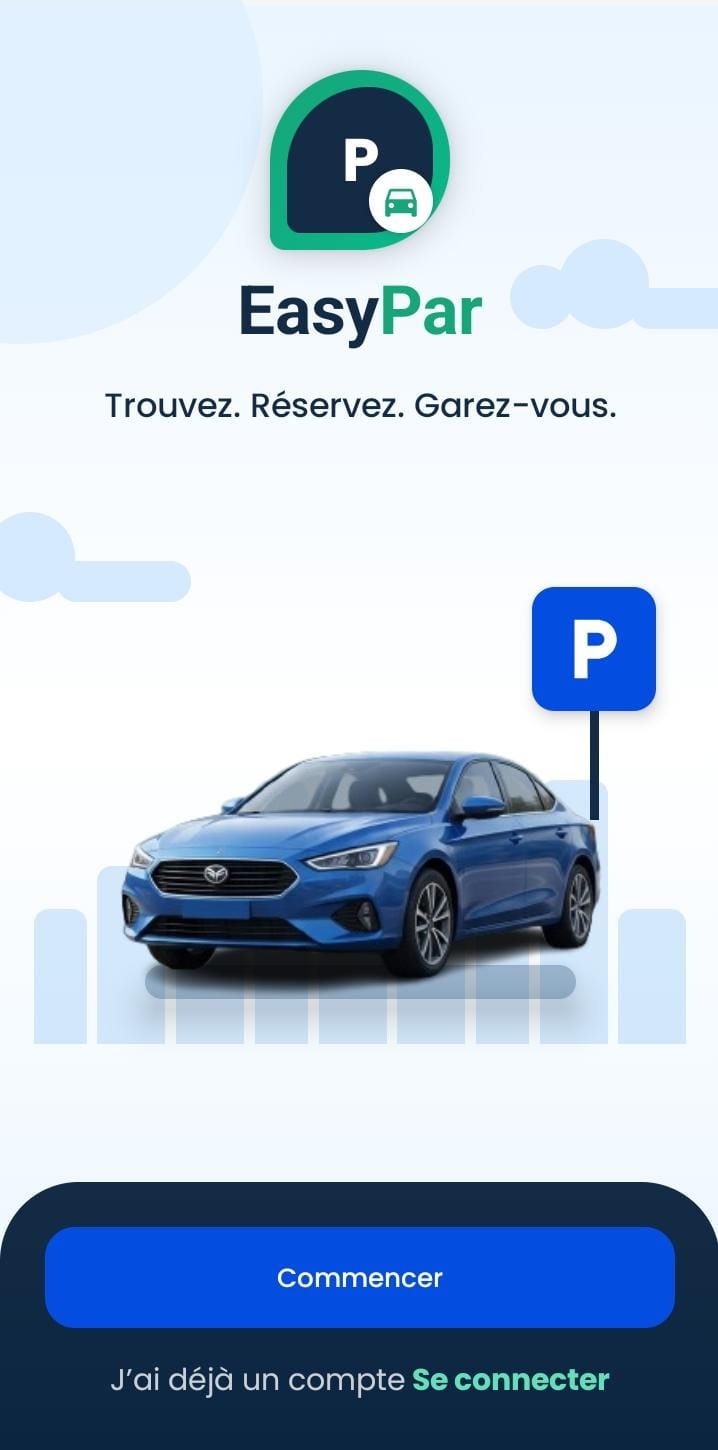 P
EasyPar
Trouvez. Réservez. Garez-vous.
P
Commencer
J’ai déjà un compte Se connecter